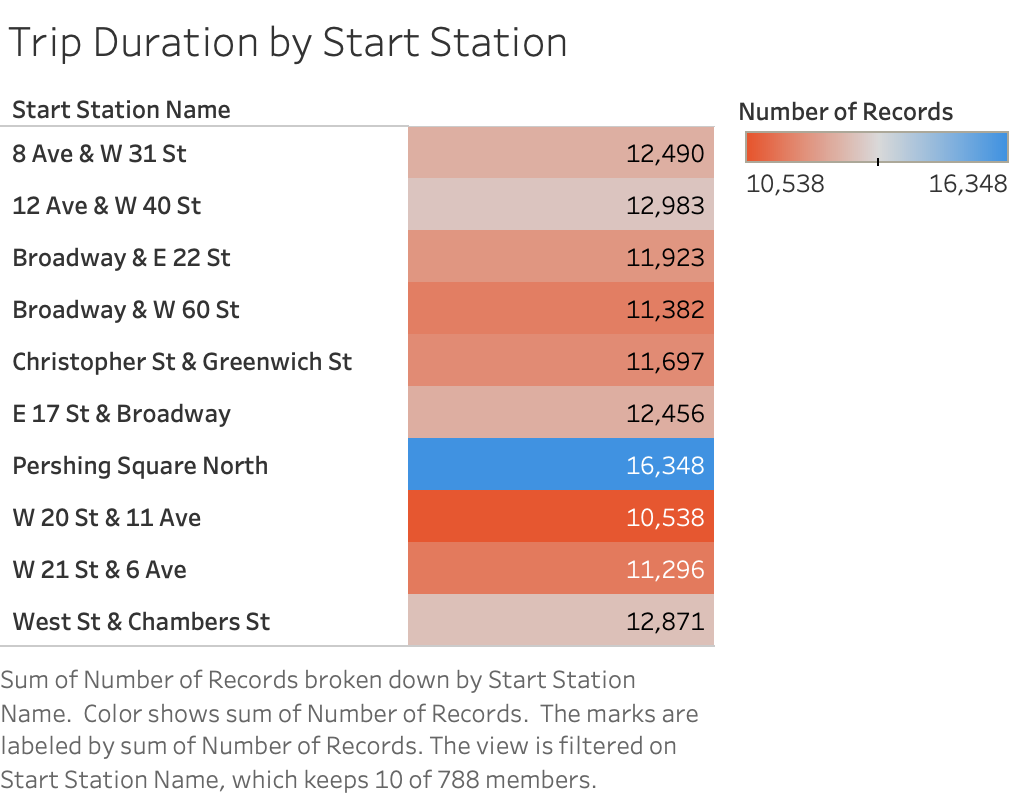 Trip Duration by Start Station
Start Station Name
Number of Records
10,538 16,348
8 Ave & W 31 St 12,490
12 Ave & W 40 St 12,983
Broadway & E 22 St 11,923
Broadway & W 60 St 11,382
Christopher St & Greenwich St 11,697
E 17 St & Broadway 12,456
Pershing Square North 16,348
W 20 St & 11 Ave 10,538
W 21 St & 6 Ave 11,296
West St & Chambers St 12,871
Sum of Number of Records broken down by Start Station
Name.  Color shows sum of Number of Records.  The marks are
labeled by sum of Number of Records. The view is filtered on
Start Station Name, which keeps 10 of 788 members.